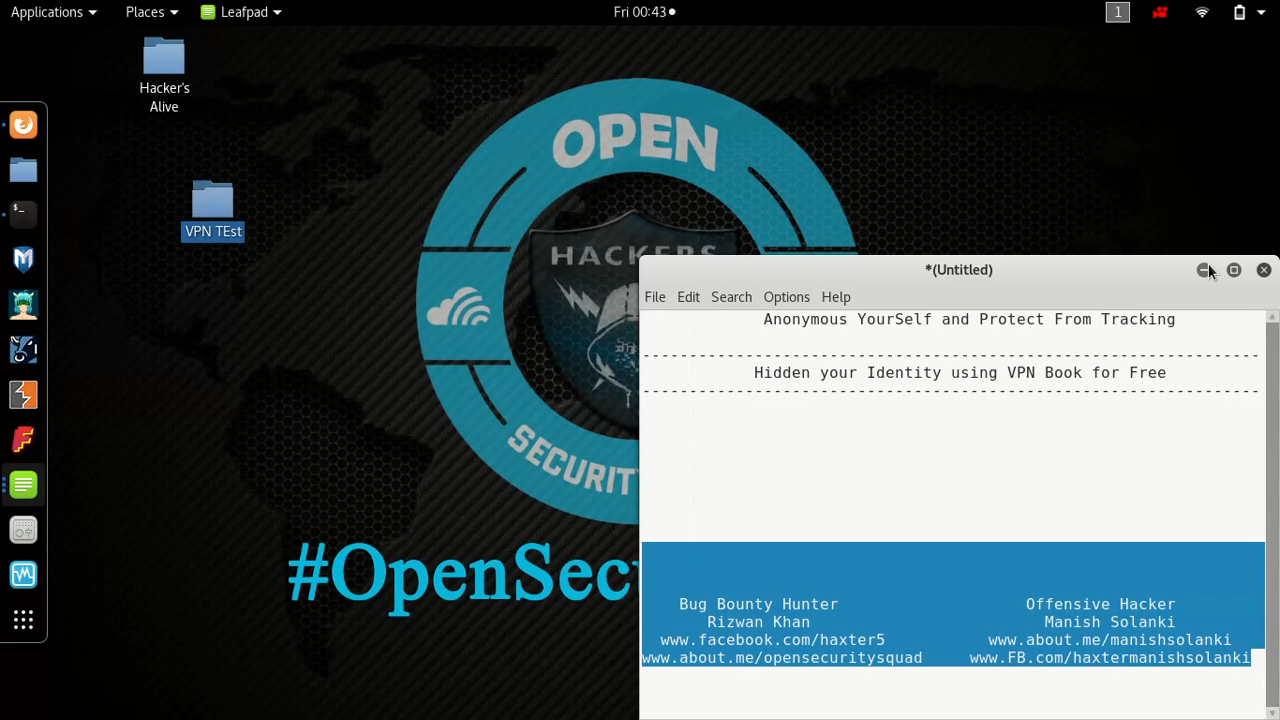 Applications
Places
Leafpad
Fri 00:43
1
Hacker's
Alive
VPN TEst
OPEN
HACKERS
SECURITY
#OpenSecu
*(Untitled)
File Edit Search Options Help
Anonymous YourSelf and Protect From Tracking
------------------------------------------------------------------
Hidden your Identity using VPN Book for Free
------------------------------------------------------------------
Bug Bounty Hunter Offensive Hacker
Rizwan Khan Manish Solanki
www.facebook.com/haxter5 www.about.me/manishsolanki
www.about.me/opensecuritysquad www.FB.com/haxtermanishsolanki